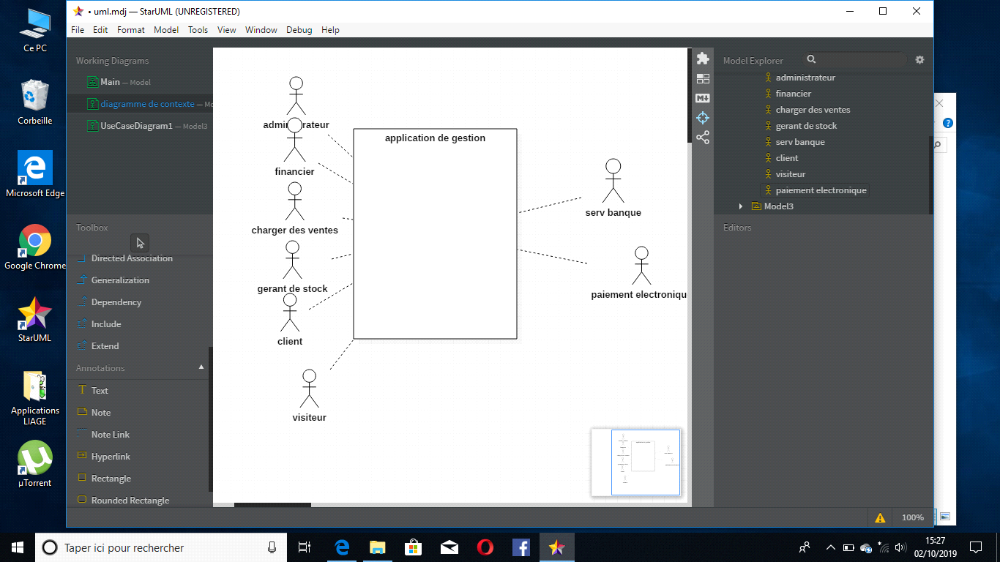 • uml.mdj — StarUML (UNREGISTERED)
File Edit Format Model Tools View Window Debug Help
Ce PC
Corbeille
Microsoft Edge
Google Chrome
StarUML
Applications
LIAGE
µTorrent
Working Diagrams
Main — Model
diagramme de contexte — Mo
UseCaseDiagram1 — Model3
Toolbox
Directed Association
Generalization
Dependency
Include
Extend
Annotations
Text
Note
Note Link
Hyperlink
Rectangle
Rounded Rectangle
administrateur
financier
charger des ventes
gerant de stock
client
visiteur
application de gestion
serv banque
paiement electroniqu
Model Explorer
administrateur
financier
charger des ventes
gerant de stock
serv banque
client
visiteur
paiement electronique
Model3
Editors
100%
Taper ici pour rechercher
15:27
02/10/2019